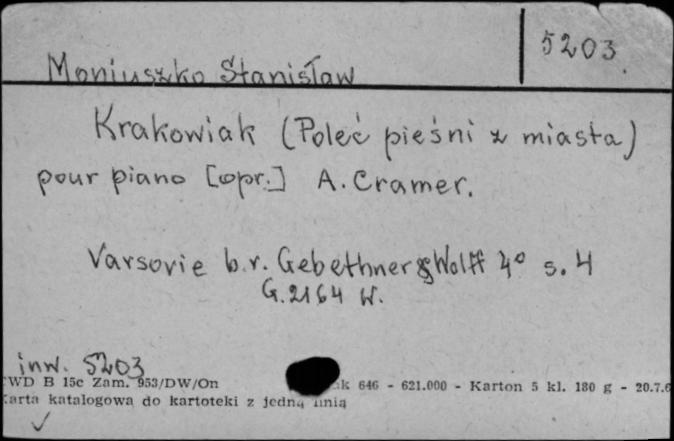 5203.
Moniuszko Stanisław
Krakowiak (Poleć pieśni z miasta)
pour piano [opr.] A. Cramer.
Varsovie b.r. Gebethner & Wolff 4° s. 4
G. 2164 W.
inw. 5203
CWD B 15c Zam. 953/DW/On 646 - 621.000 - Karton 5 kl. 180 g - 20.7.6
Karta katalogowa do kartoteki z jedną linią